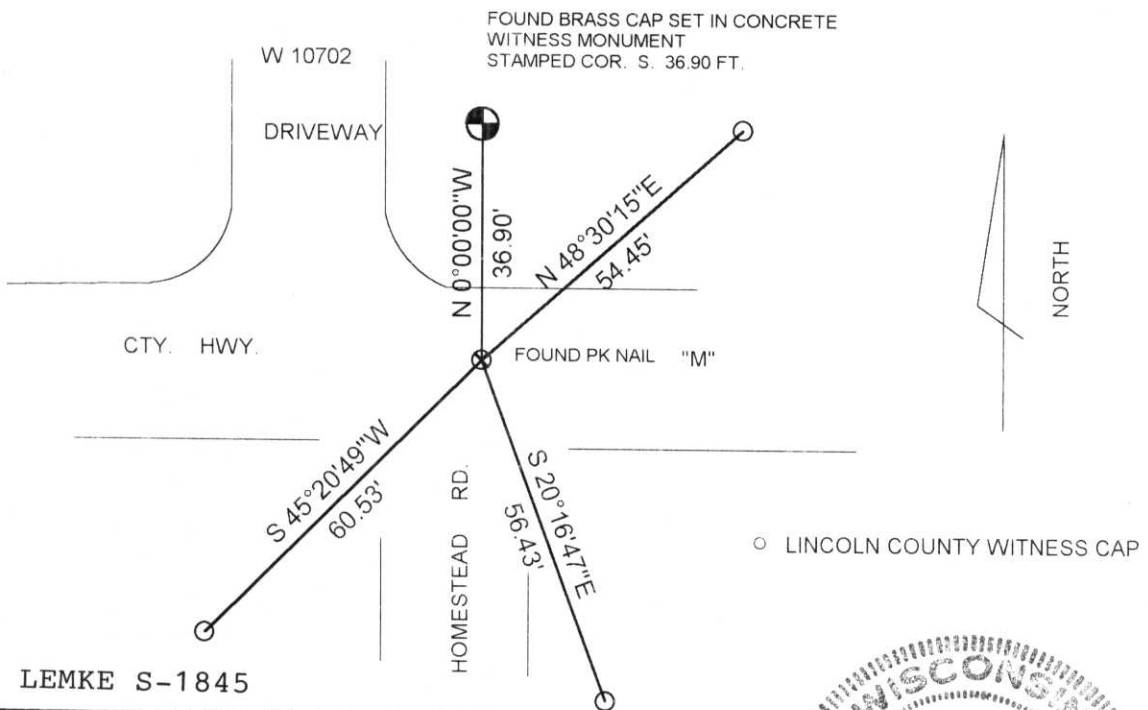 FOUND BRASS CAP SET IN CONCRETE
WITNESS MONUMENT
STAMPED COR. S. 36.90 FT.
W 10702
DRIVEWAY
N 0°00'00"W
36.90'
N 48°30'15"E
54.45'
NORTH
CTY. HWY.
FOUND PK NAIL "M"
S 45°20'49"W
60.53'
HOMESTEAD RD.
S 20°16'47"E
56.43'
LINCOLN COUNTY WITNESS CAP
LEMKE S-1845
WISCONSIN